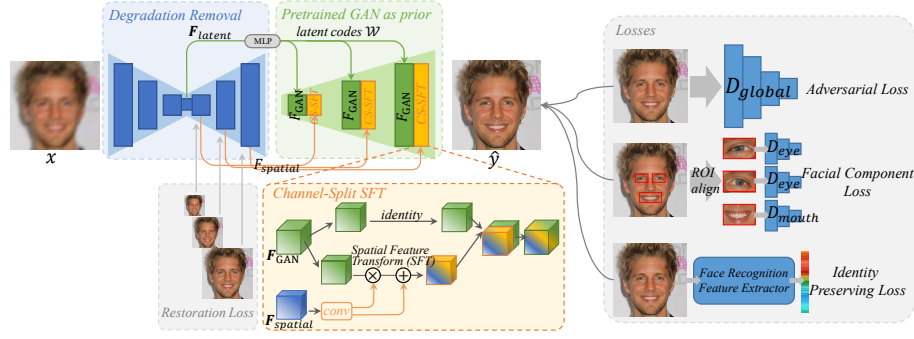 Degradation Removal
F_latent
MLP
Pretrained GAN as prior
latent codes 𝒲
F_GAN
CS-SFT
F_GAN
CS-SFT
F_GAN
CS-SFT
x
F_spatial
ŷ
Restoration Loss
Channel-Split SFT
identity
F_GAN
Spatial Feature
Transform (SFT)
conv
F_spatial
Losses
D_global
Adversarial Loss
ROI
align
D_eye
D_eye
D_mouth
Facial Component
Loss
Face Recognition
Feature Extractor
Identity
Preserving Loss